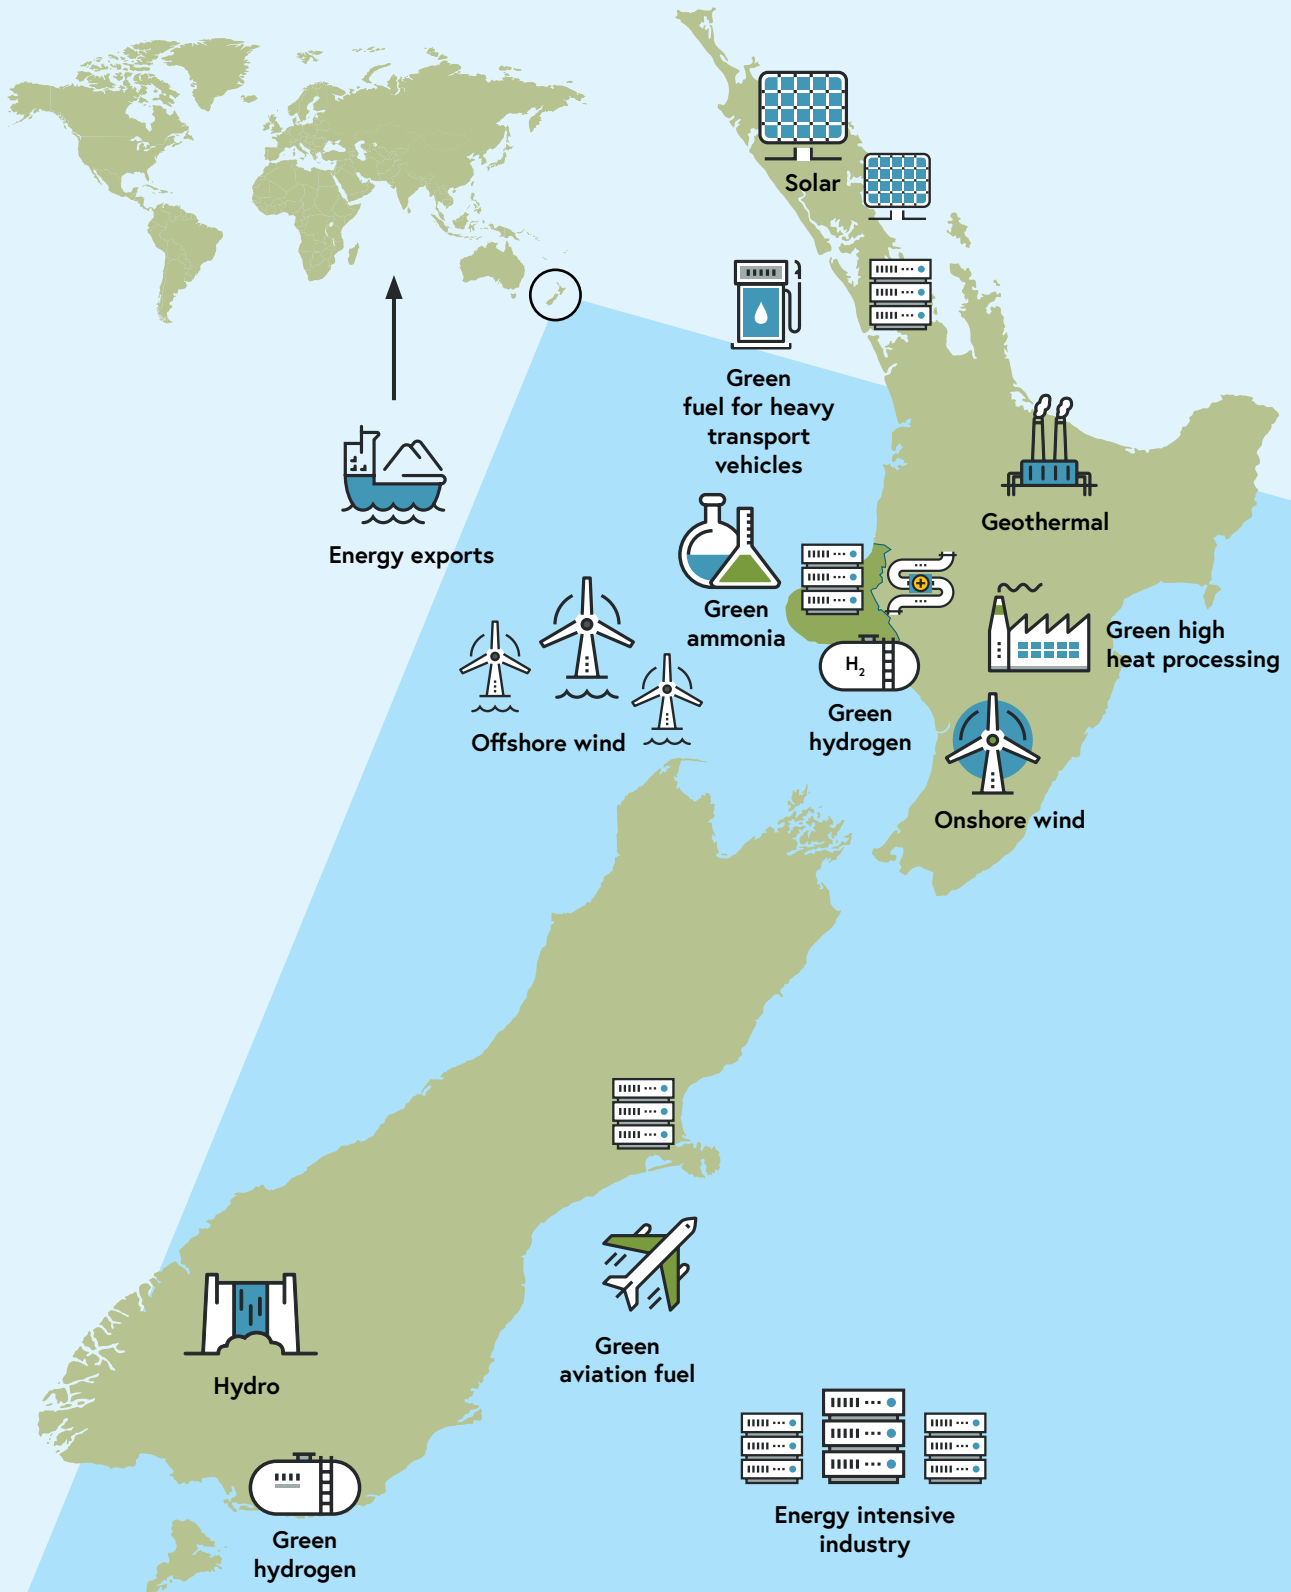 Solar
Green
fuel for heavy
transport
vehicles
Geothermal
Energy exports
Green
ammonia
Green high
heat processing
H2
Green
hydrogen
Offshore wind
Onshore wind
Green
aviation fuel
Hydro
Energy intensive
industry
Green
hydrogen